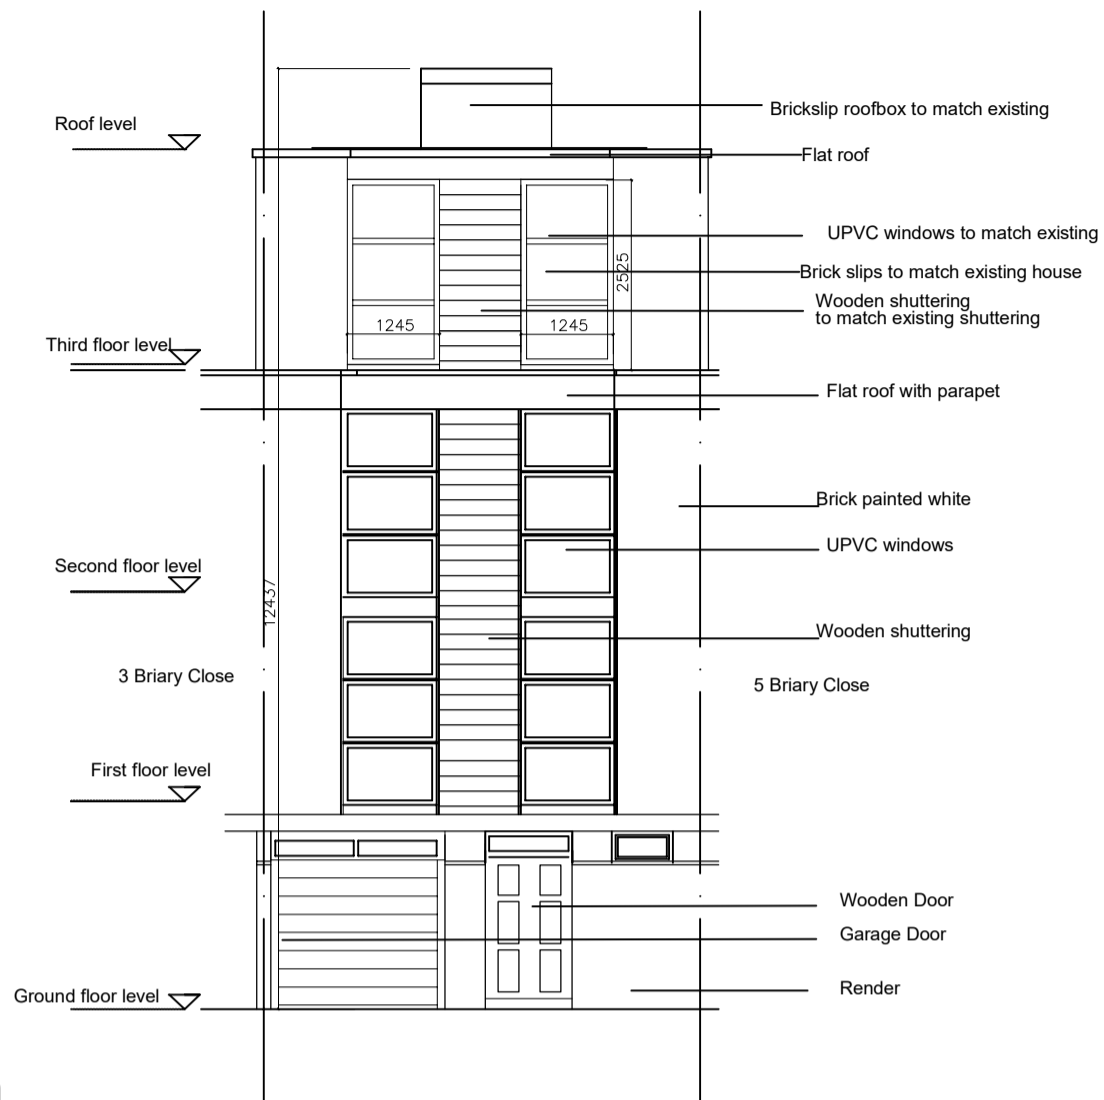 Brickslip roofbox to match existing
Roof level
Flat roof
UPVC windows to match existing
2525
Brick slips to match existing house
Wooden shuttering
to match existing shuttering
1245
1245
Third floor level
Flat roof with parapet
Brick painted white
UPVC windows
Second floor level
12437
Wooden shuttering
3 Briary Close
5 Briary Close
First floor level
Wooden Door
Garage Door
Render
Ground floor level